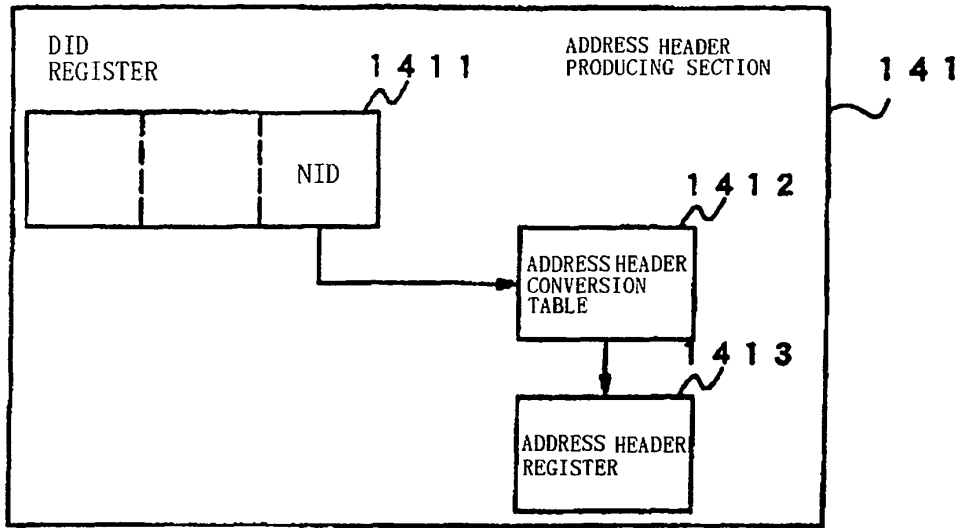 DID
REGISTER
ADDRESS HEADER
PRODUCING SECTION
1411
141
NID
1412
ADDRESS HEADER
CONVERSION
TABLE
1413
ADDRESS HEADER
REGISTER